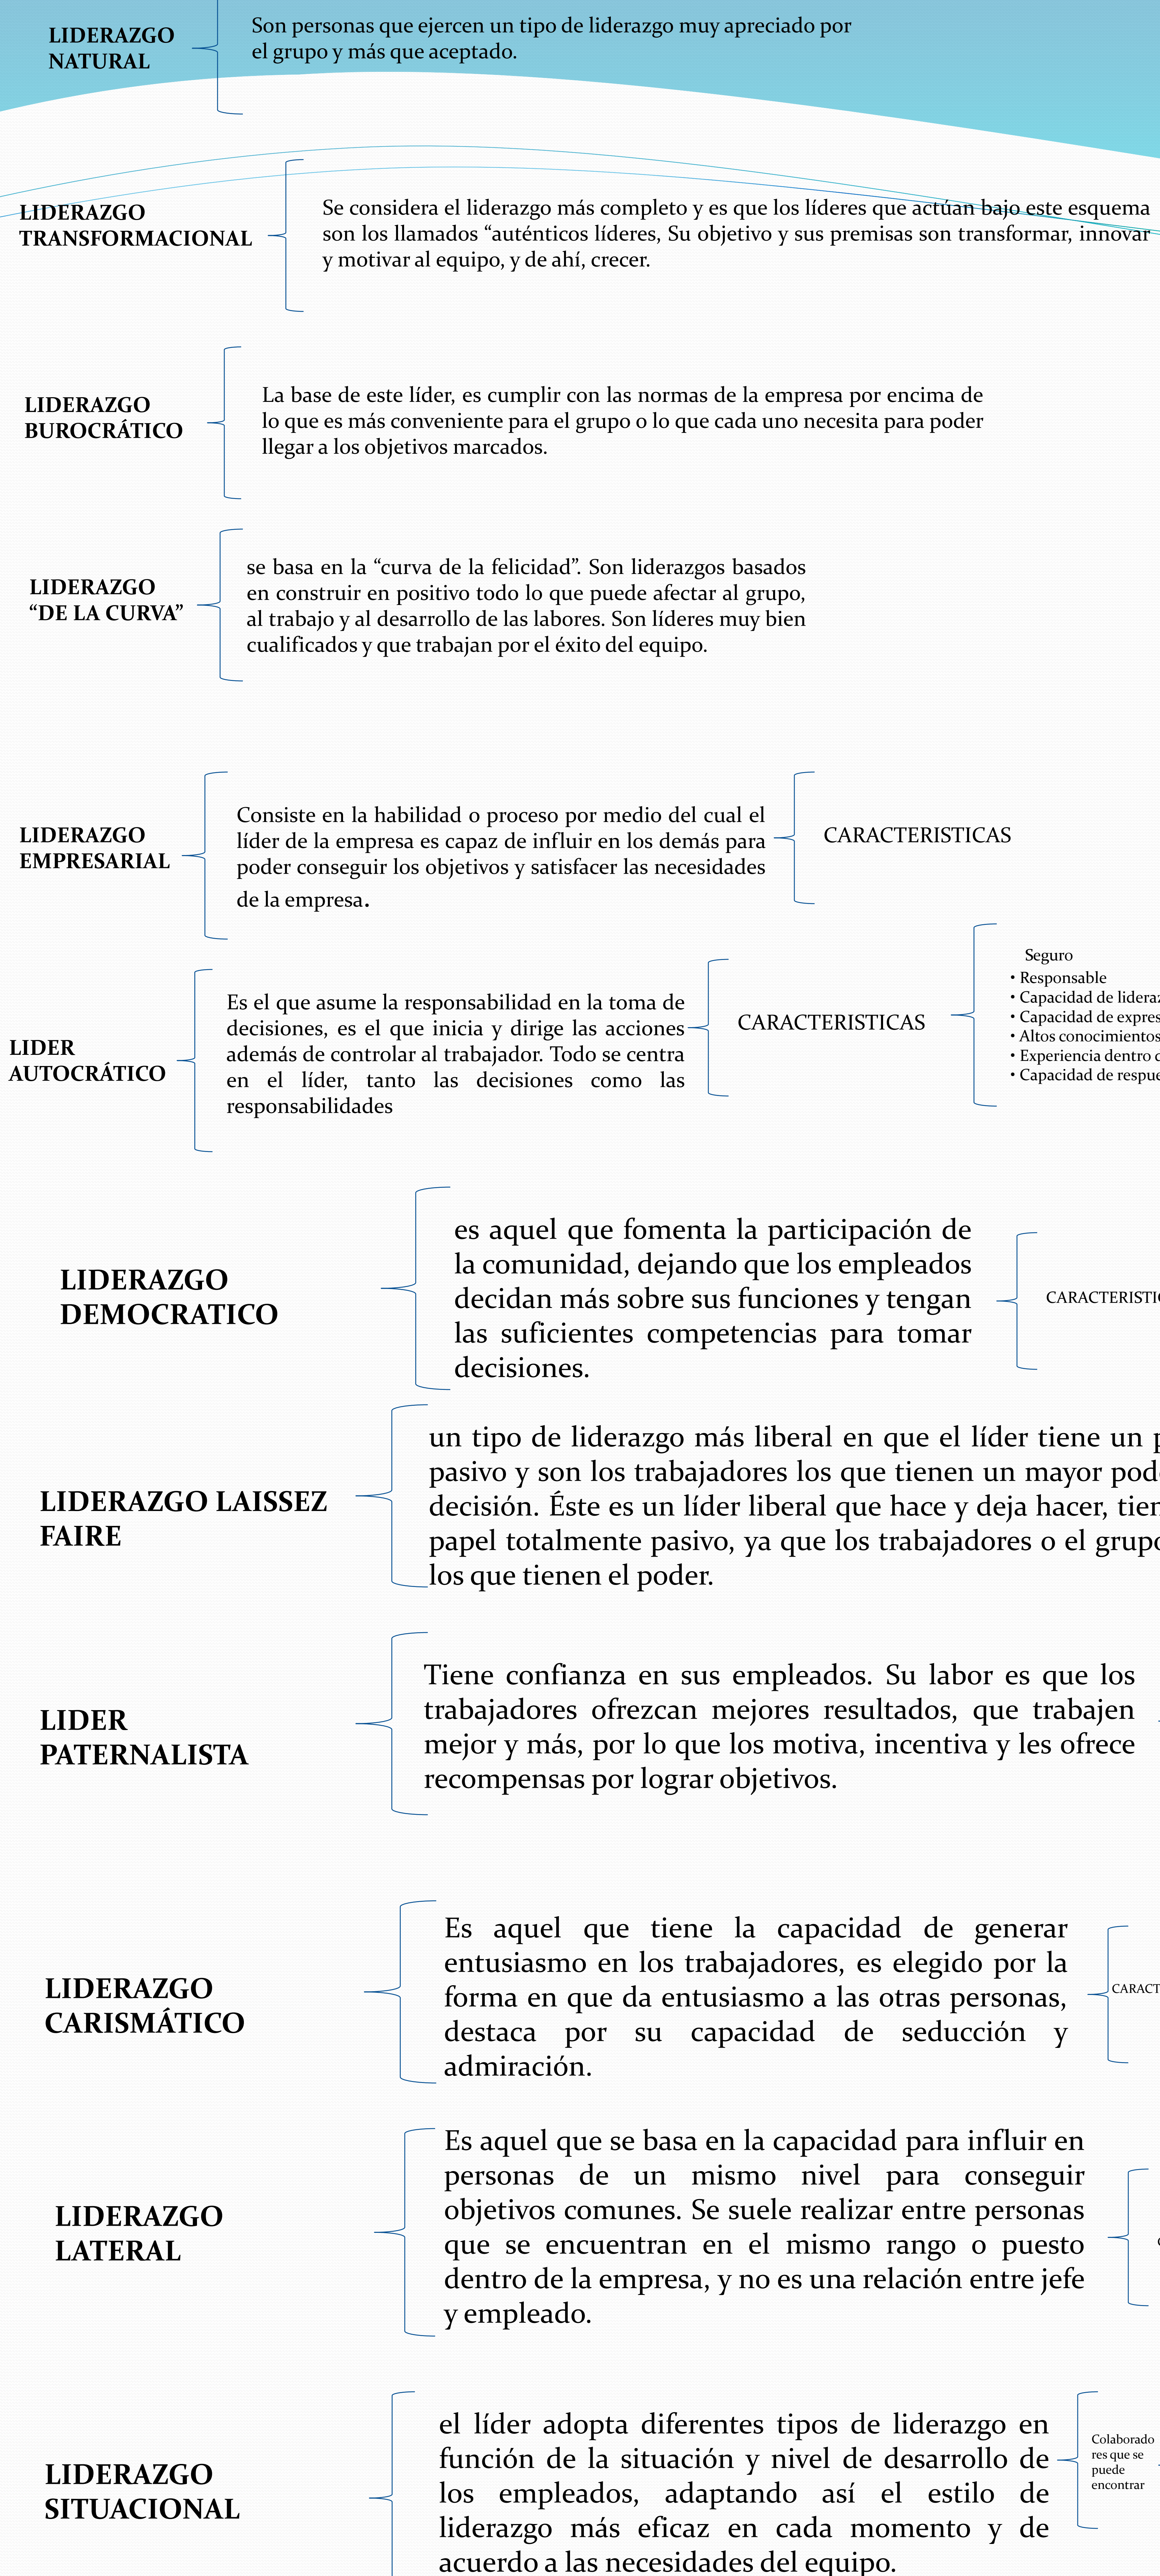 LIDERAZGO
NATURAL
Son personas que ejercen un tipo de liderazgo muy apreciado por
el grupo y más que aceptado.
LIDERAZGO
TRANSFORMACIONAL
Se considera el liderazgo más completo y es que los líderes que actúan bajo este esquema
son los llamados “auténticos líderes, Su objetivo y sus premisas son transformar, innovar
y motivar al equipo, y de ahí, crecer.
LIDERAZGO
BUROCRÁTICO
La base de este líder, es cumplir con las normas de la empresa por encima de
lo que es más conveniente para el grupo o lo que cada uno necesita para poder
llegar a los objetivos marcados.
LIDERAZGO
“DE LA CURVA”
se basa en la “curva de la felicidad”. Son liderazgos basados
en construir en positivo todo lo que puede afectar al grupo,
al trabajo y al desarrollo de las labores. Son líderes muy bien
cualificados y que trabajan por el éxito del equipo.
LIDERAZGO
EMPRESARIAL
Consiste en la habilidad o proceso por medio del cual el
líder de la empresa es capaz de influir en los demás para
poder conseguir los objetivos y satisfacer las necesidades
de la empresa.
CARACTERISTICAS
LIDER
AUTOCRÁTICO
Es el que asume la responsabilidad en la toma de
decisiones, es el que inicia y dirige las acciones
además de controlar al trabajador. Todo se centra
en el líder, tanto las decisiones como las
responsabilidades
CARACTERISTICAS
Seguro
• Responsable
• Capacidad de
• Capacidad de
• Altos conocimientos
• Experiencia dentro
• Capacidad de
LIDERAZGO
DEMOCRATICO
es aquel que fomenta la participación de
la comunidad, dejando que los empleados
decidan más sobre sus funciones y tengan
las suficientes competencias para tomar
decisiones.
LIDERAZGO LAISSEZ
FAIRE
un tipo de liderazgo más liberal en que el líder tiene un
pasivo y son los trabajadores los que tienen un mayor
decisión. Éste es un líder liberal que hace y deja hacer,
papel totalmente pasivo, ya que los trabajadores o el
los que tienen el poder.
LIDER
PATERNALISTA
Tiene confianza en sus empleados. Su labor es que los
trabajadores ofrezcan mejores resultados, que trabajen
mejor y más, por lo que los motiva, incentiva y les ofrece
recompensas por lograr objetivos.
LIDERAZGO
CARISMÁTICO
Es aquel que tiene la capacidad de generar
entusiasmo en los trabajadores, es elegido por la
forma en que da entusiasmo a las otras personas,
destaca por su capacidad de seducción y
admiración.
LIDERAZGO
LATERAL
Es aquel que se basa en la capacidad para influir en
personas de un mismo nivel para conseguir
objetivos comunes. Se suele realizar entre personas
que se encuentran en el mismo rango o puesto
dentro de la empresa, y no es una relación entre jefe
y empleado.
LIDERAZGO
SITUACIONAL
el líder adopta diferentes tipos de liderazgo en
función de la situación y nivel de desarrollo de
los empleados, adaptando así el estilo de
liderazgo más eficaz en cada momento y de
acuerdo a las necesidades del equipo.
Colaborado
res que se
puede
encontrar